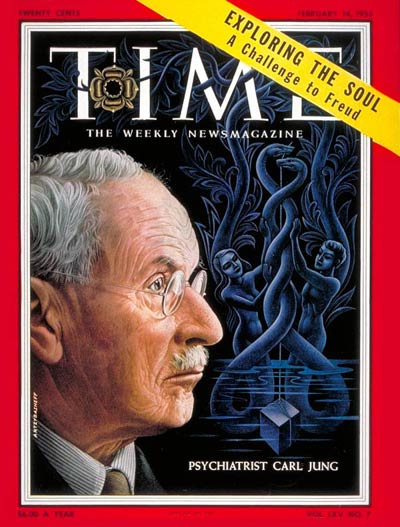 TWENTY CENTS
FEBRUARY 14, 1955
EXPLORING THE SOUL
A Challenge to Freud
TIME
THE WEEKLY NEWSMAGAZINE
ARTZYBASHEFF
PSYCHIATRIST CARL JUNG
$6.00 A YEAR
VOL. LXV NO. 7